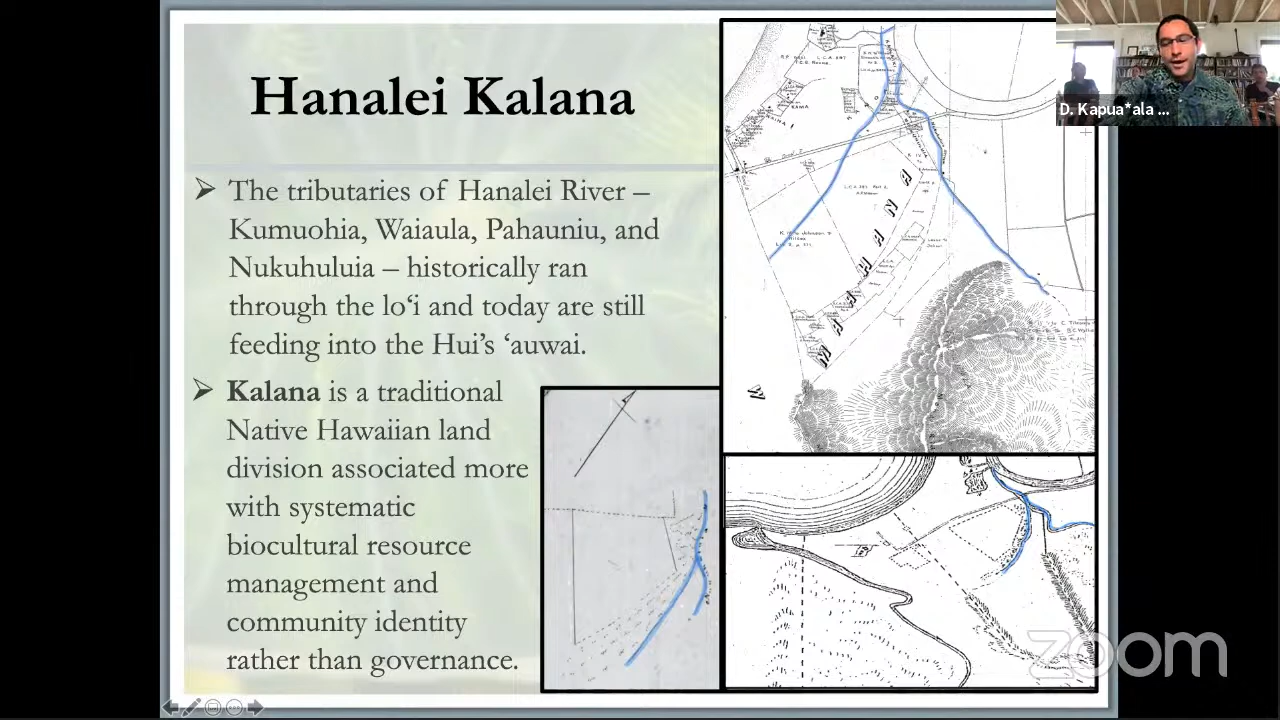 Hanalei Kalana
The tributaries of Hanalei River –
Kumuohia, Waiaula, Pahauniu, and
Nukuhuluia – historically ran
through the lo‘i and today are still
feeding into the Hui’s ‘auwai.
Kalana is a traditional
Native Hawaiian land
division associated more
with systematic
biocultural resource
management and
community identity
rather than governance.
D. Kapua*ala ...
zoom